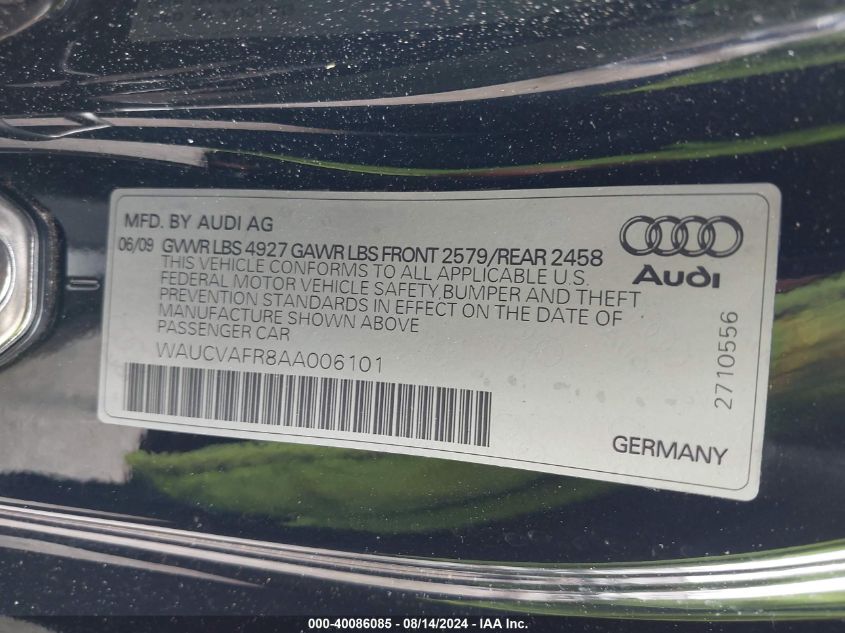 MFD. BY AUDI AG
06/09 GVWR LBS 4927 GAWR LBS FRONT 2579/REAR 2458
THIS VEHICLE CONFORMS TO ALL APPLICABLE U.S.
FEDERAL MOTOR VEHICLE SAFETY, BUMPER AND THEFT
PREVENTION STANDARDS IN EFFECT ON THE DATE OF
MANUFACTURE SHOWN ABOVE
PASSENGER CAR
WAUCVAFR8AA006101
Audi
2710556
GERMANY
000-40086085 - 08/14/2024 - IAA Inc.